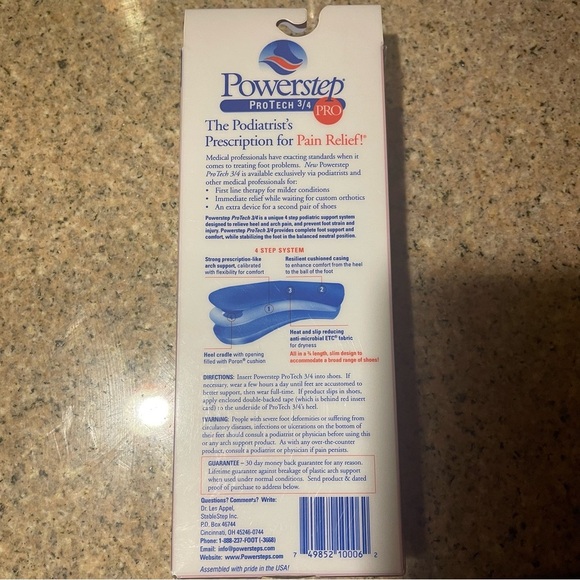 Powerstep®
PROTECH 3/4
PRO
The Podiatrist's
Prescription for Pain Relief!®
Medical professionals have exacting standards when it
comes to treating foot problems. New Powerstep
ProTech 3/4 is available exclusively via podiatrists and
other medical professionals for:
• First line therapy for milder conditions
• Immediate relief while waiting for custom orthotics
• An extra device for a second pair of shoes
Powerstep ProTech 3/4 is a unique 4 step podiatric support system
designed to relieve heel and arch pain, and prevent foot strain and
injury. Powerstep ProTech 3/4 provides complete foot support and
comfort, while stabilizing the foot in the balanced neutral position.
4 STEP SYSTEM
Strong prescription-like
arch support, calibrated
with flexibility for comfort
Resilient cushioned casing
to enhance comfort from the heel
to the ball of the foot
3
2
1
Heel cradle with opening
filled with Poron® cushion
Heat and slip reducing
anti-microbial ETC® fabric
for dryness
All in a ¾ length, slim design to
accommodate a broad range of shoes!
DIRECTIONS: Insert Powerstep ProTech 3/4 into shoes. If
necessary, wear a few hours a day until feet are accustomed to
better support, then wear full-time. If product slips in shoes,
apply enclosed double-backed tape (which is behind red insert
card) to the underside of ProTech 3/4's heel.
WARNING: People with severe foot deformities or suffering from
circulatory diseases, infections or ulcerations on the bottom of
their feet should consult a podiatrist or physician before using this
or any arch support product. As with any over-the-counter
product, consult a podiatrist or physician if pain persists.
GUARANTEE – 30 day money back guarantee for any reason.
Lifetime guarantee against breakage of plastic arch support
when used under normal conditions. Send product & dated
proof of purchase to address below.
Questions? Comments? Write:
Dr. Len Appel,
StableStep Inc.
P.O. Box 46744
Cincinnati, OH 45246-0744
Phone: 1-888-237-FOOT (-3668)
Email: info@powersteps.com
Website: www.Powersteps.com
Assembled with pride in the USA!
7 49852 10006 2